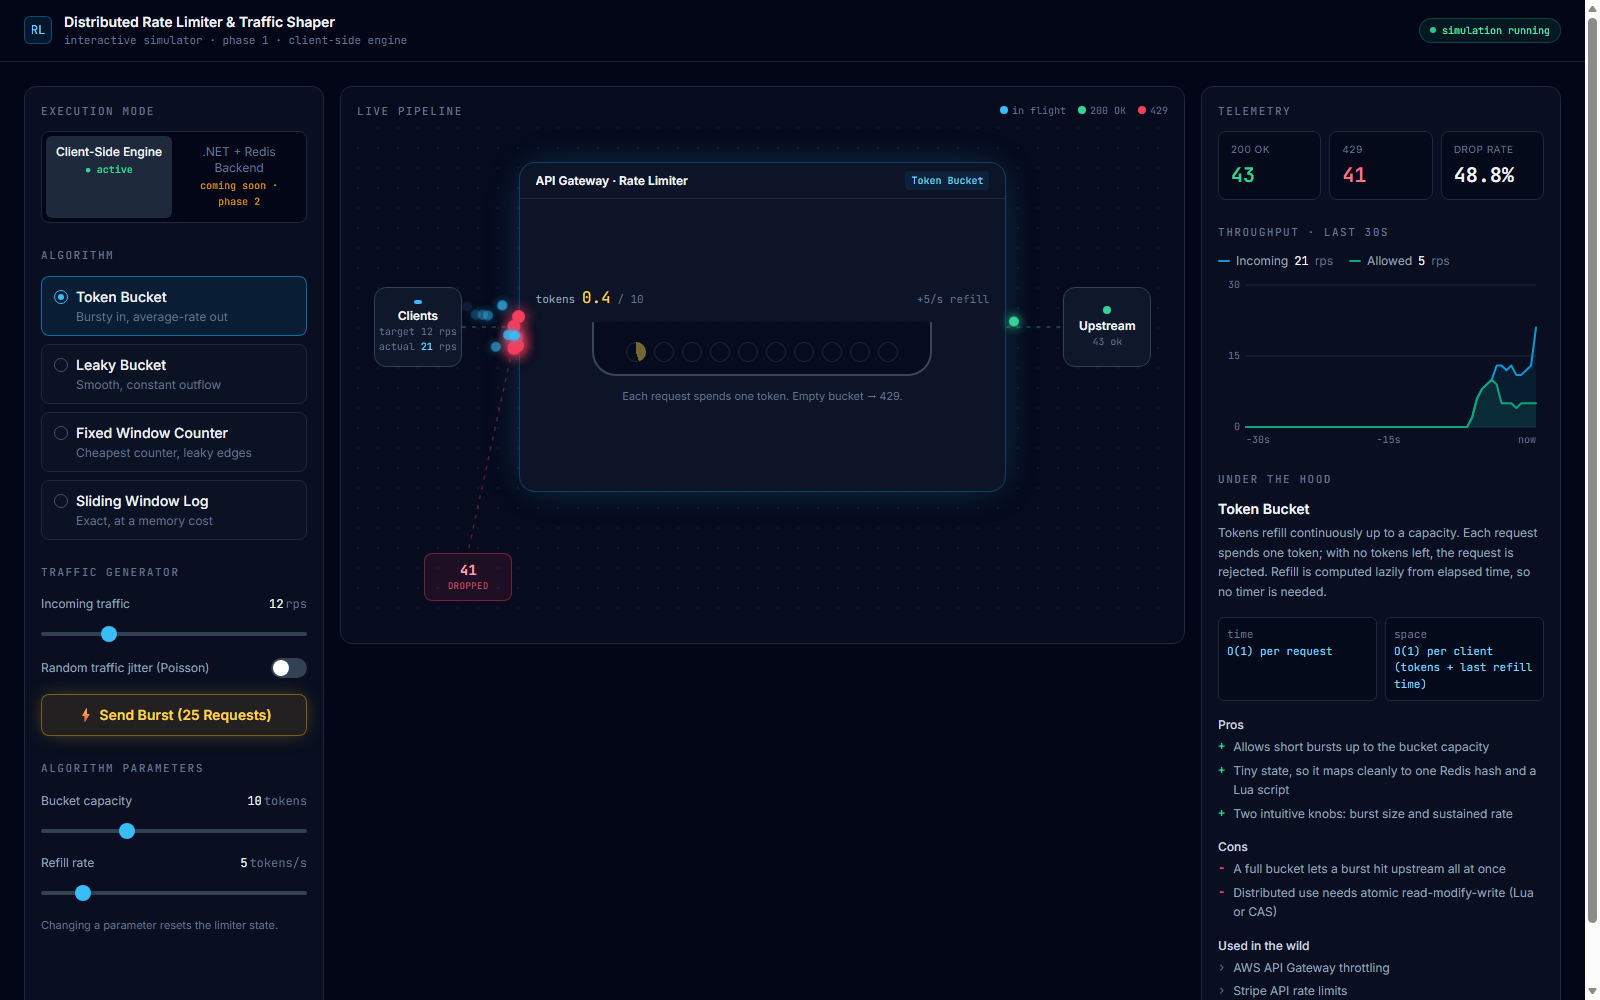 RL
Distributed Rate Limiter & Traffic Shaper
interactive simulator · phase 1 · client-side engine
simulation running
EXECUTION MODE
Client-Side Engine
active
.NET + Redis
Backend
coming soon ·
phase 2
ALGORITHM
Token Bucket
Bursty in, average-rate out
Leaky Bucket
Smooth, constant outflow
Fixed Window Counter
Cheapest counter, leaky edges
Sliding Window Log
Exact, at a memory cost
TRAFFIC GENERATOR
Incoming traffic 12 rps
Random traffic jitter (Poisson)
Send Burst (25 Requests)
ALGORITHM PARAMETERS
Bucket capacity 10 tokens
Refill rate 5 tokens/s
Changing a parameter resets the limiter state.
LIVE PIPELINE
in flight 200 OK 429
API Gateway · Rate Limiter
Token Bucket
tokens 0.4 / 10
+5/s refill
Each request spends one token. Empty bucket → 429.
Clients
target 12 rps
actual 21 rps
Upstream
43 ok
41
DROPPED
TELEMETRY
200 OK
43
429
41
DROP RATE
48.8%
THROUGHPUT · LAST 30S
Incoming 21 rps Allowed 5 rps
30
15
0
-30s -15s now
UNDER THE HOOD
Token Bucket
Tokens refill continuously up to a capacity. Each request
spends one token; with no tokens left, the request is
rejected. Refill is computed lazily from elapsed time, so
no timer is needed.
time
O(1) per request
space
O(1) per client
(tokens + last refill
time)
Pros
+ Allows short bursts up to the bucket capacity
+ Tiny state, so it maps cleanly to one Redis hash and a
Lua script
+ Two intuitive knobs: burst size and sustained rate
Cons
- A full bucket lets a burst hit upstream all at once
- Distributed use needs atomic read-modify-write (Lua
or CAS)
Used in the wild
› AWS API Gateway throttling
› Stripe API rate limits